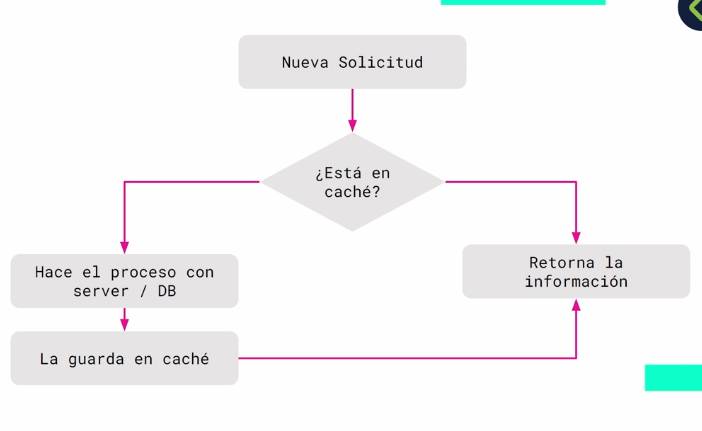 Nueva Solicitud
¿Está en
caché?
Hace el proceso con
server / DB
Retorna la
información
La guarda en caché